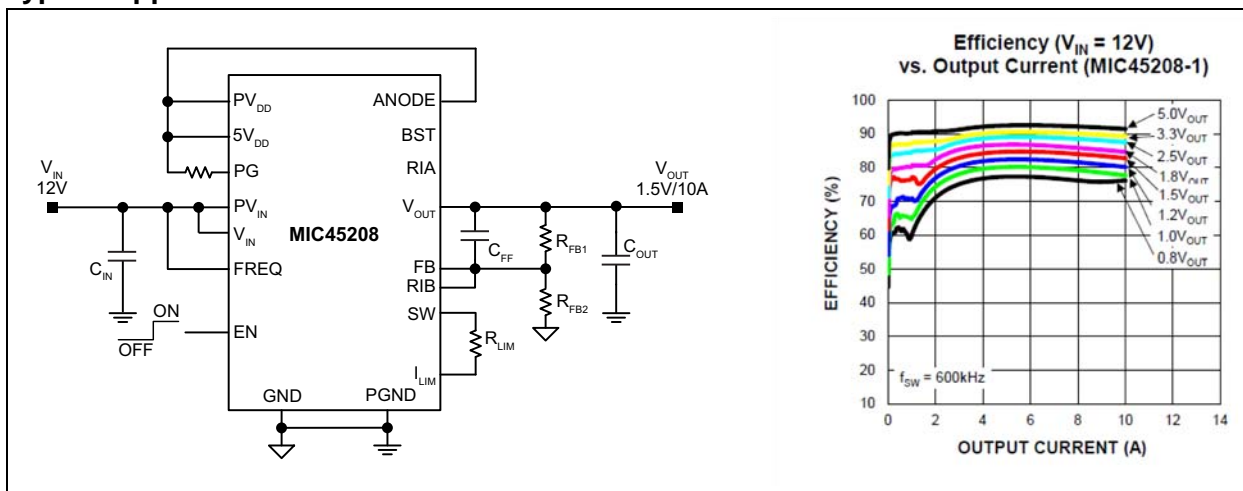 V_IN
12V
C_IN
ON
OFF
PV_DD
5V_DD
PG
PV_IN
V_IN
FREQ
EN
GND
PGND
MIC45208
ANODE
BST
RIA
V_OUT
FB
RIB
SW
I_LIM
C_FF
R_FB1
R_FB2
R_LIM
C_OUT
V_OUT
1.5V/10A
Efficiency (V_IN = 12V)
vs. Output Current (MIC45208-1)
EFFICIENCY (%)
100
90
80
70
60
50
40
30
20
10
5.0V_OUT
3.3V_OUT
2.5V_OUT
1.8V_OUT
1.5V_OUT
1.2V_OUT
1.0V_OUT
0.8V_OUT
f_SW = 600kHz
0 2 4 6 8 10 12 14
OUTPUT CURRENT (A)